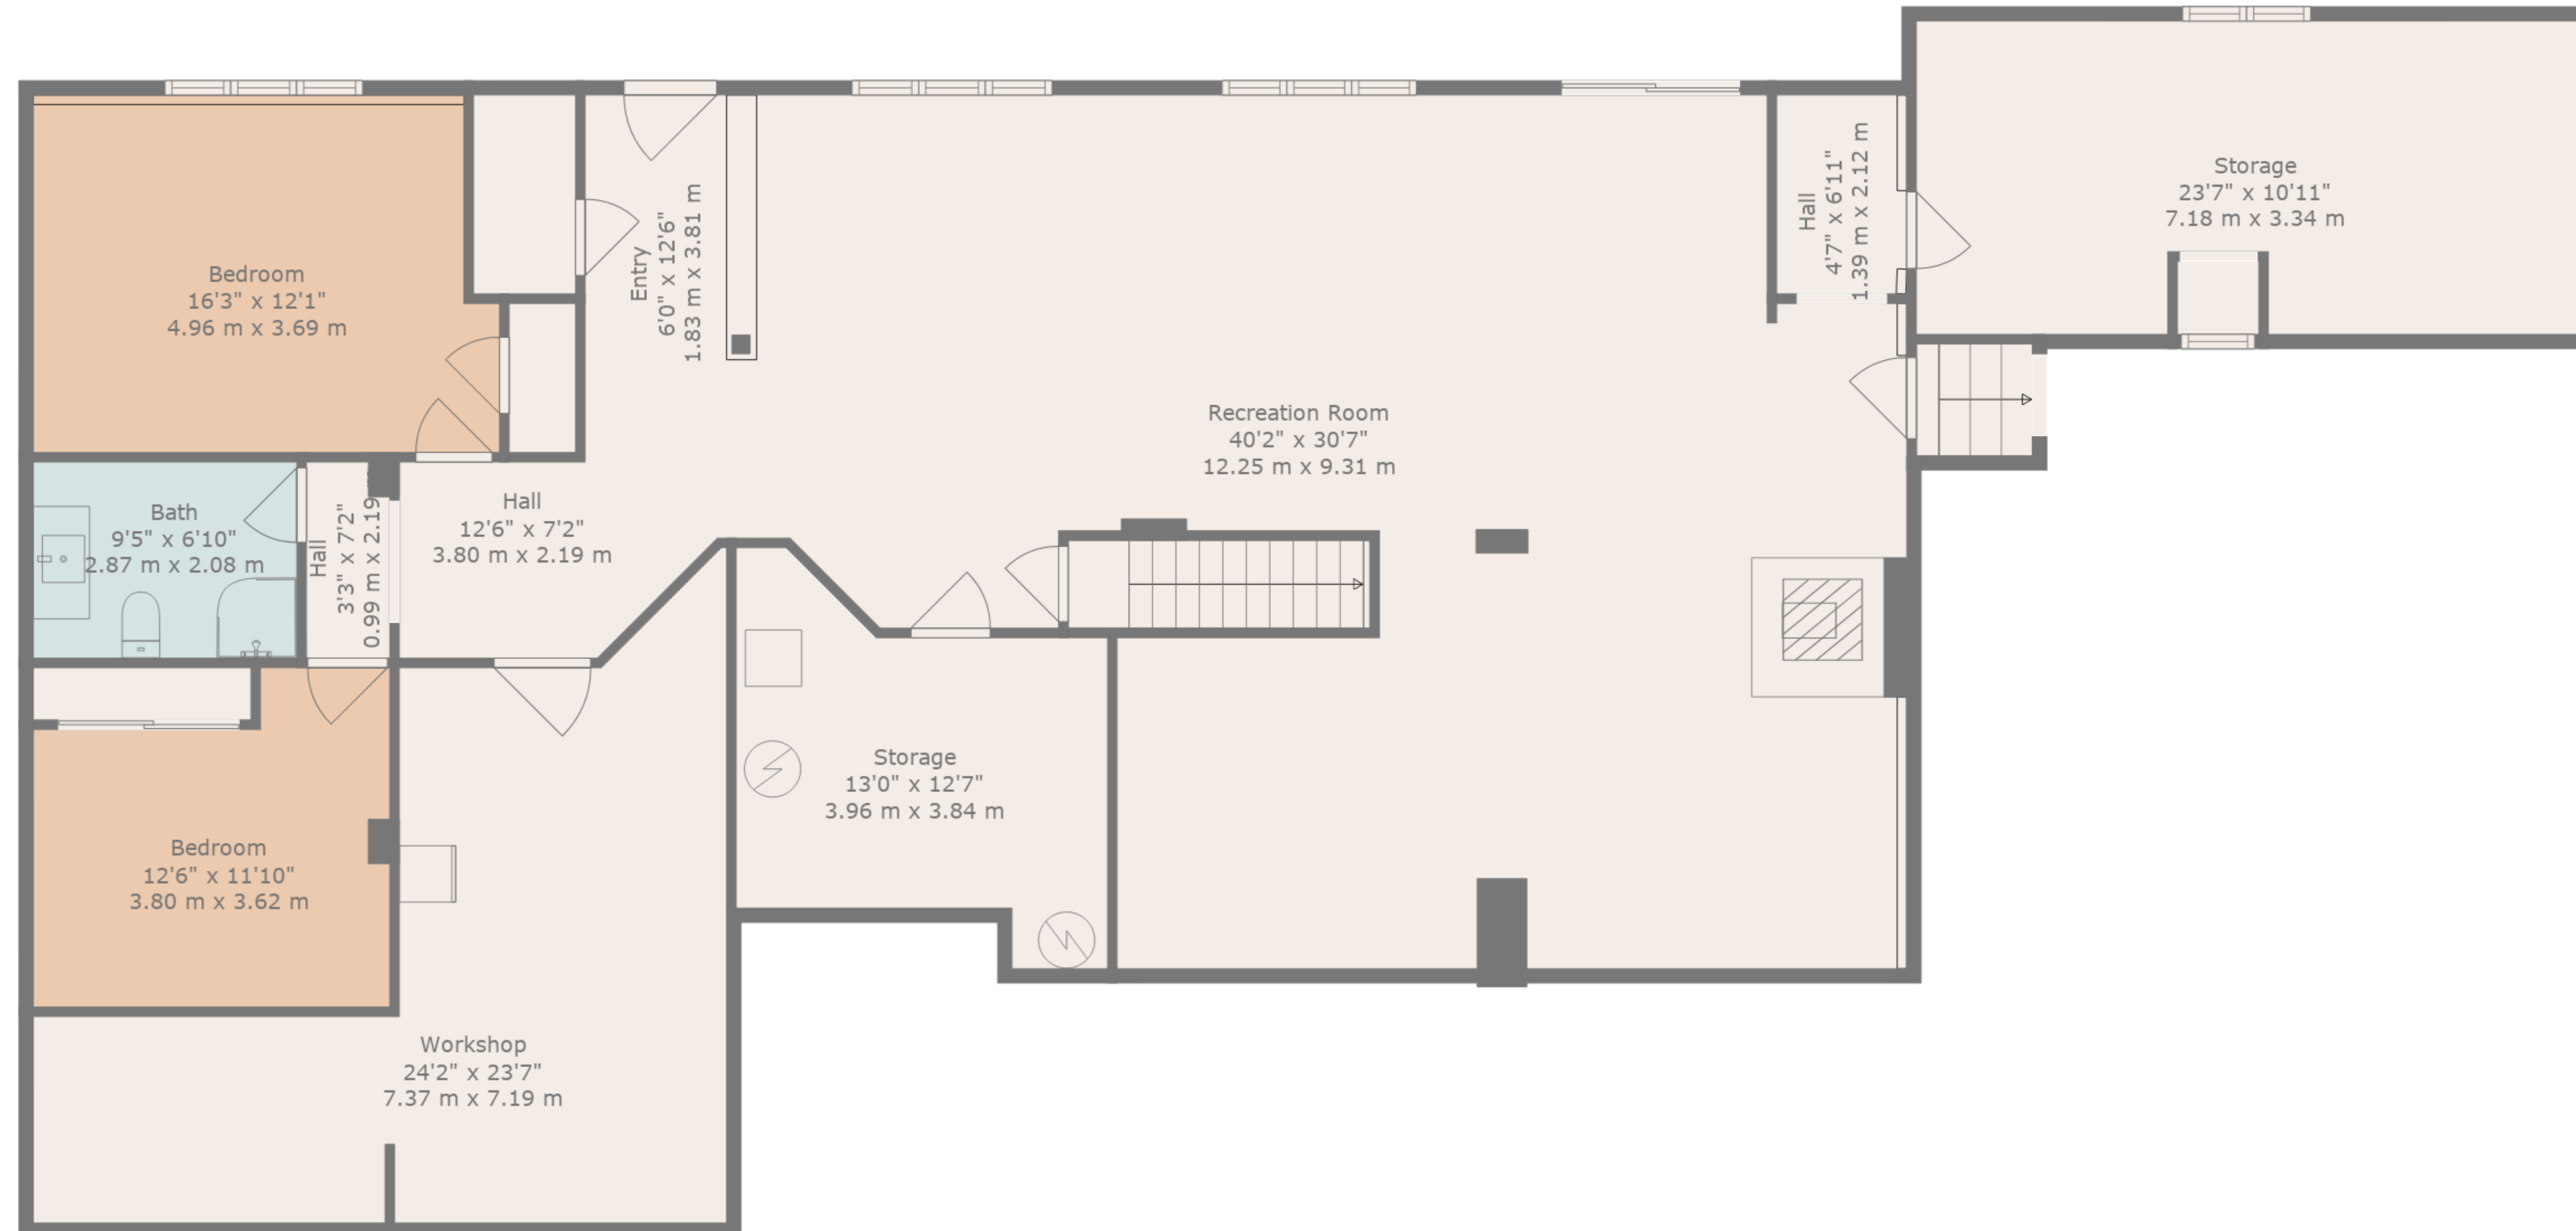 Storage
23'7" x 10'11"
7.18 m x 3.34 m
Hall
4'7" x 6'11"
1.39 m x 2.12 m
Entry
6'0" x 12'6"
1.83 m x 3.81 m
Bedroom
16'3" x 12'1"
4.96 m x 3.69 m
Recreation Room
40'2" x 30'7"
12.25 m x 9.31 m
Bath
9'5" x 6'10"
2.87 m x 2.08 m
Hall
3'3" x 7'2"
0.99 m x 2.19
Hall
12'6" x 7'2"
3.80 m x 2.19 m
Storage
13'0" x 12'7"
3.96 m x 3.84 m
Bedroom
12'6" x 11'10"
3.80 m x 3.62 m
Workshop
24'2" x 23'7"
7.37 m x 7.19 m